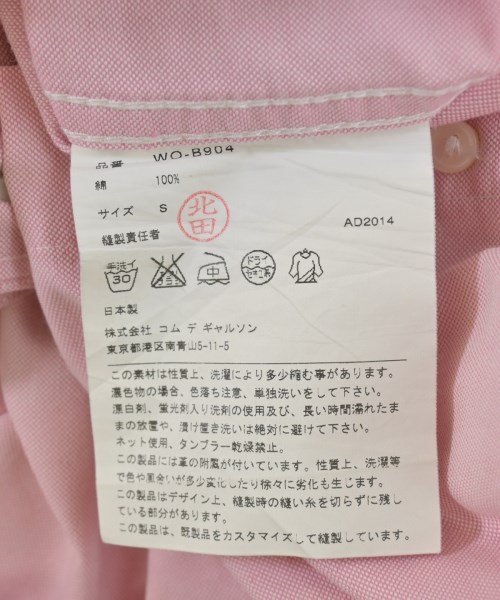 品番 WO-B904
綿 100%
サイズ S
北田
縫製責任者
AD2014
手洗イ 30
エンソサラシ
中
ドライ セキユ系
日本製
株式会社 コム デ ギャルソン
東京都港区南青山5-11-5
この素材は性質上、洗濯により多少縮む事があります。
濃色物の場合、色落ち注意、単独洗いをして下さい。
漂白剤、蛍光剤入り洗剤の使用及び、長い時間濡れたま
まの放置や、漬け置き洗いは絶対に避けて下さい。
ネット使用、タンブラー乾燥禁止。
この製品には革の附属が付いています。性質上、洗濯等
で色や風合いが多少変化したり徐々に劣化も生じます。
この製品はデザイン上、縫製時の縫い糸を切らずに残し
ている部分があります。
この製品は、既製品をカスタマイズして縫製しています。